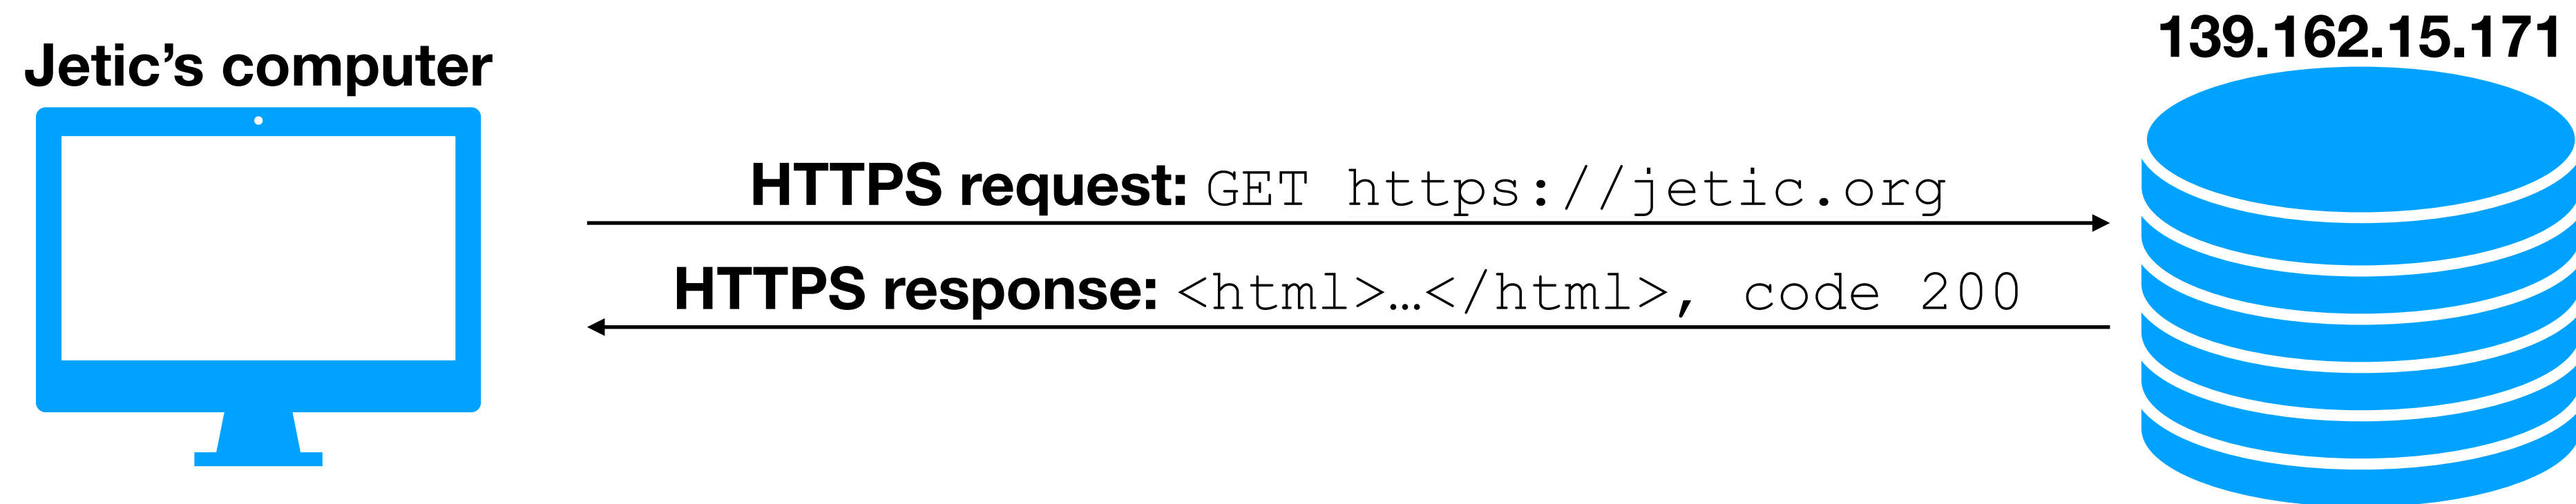 Jetic’s computer
139.162.15.171
HTTPS request: GET https://jetic.org
HTTPS response: <html>…</html>, code 200